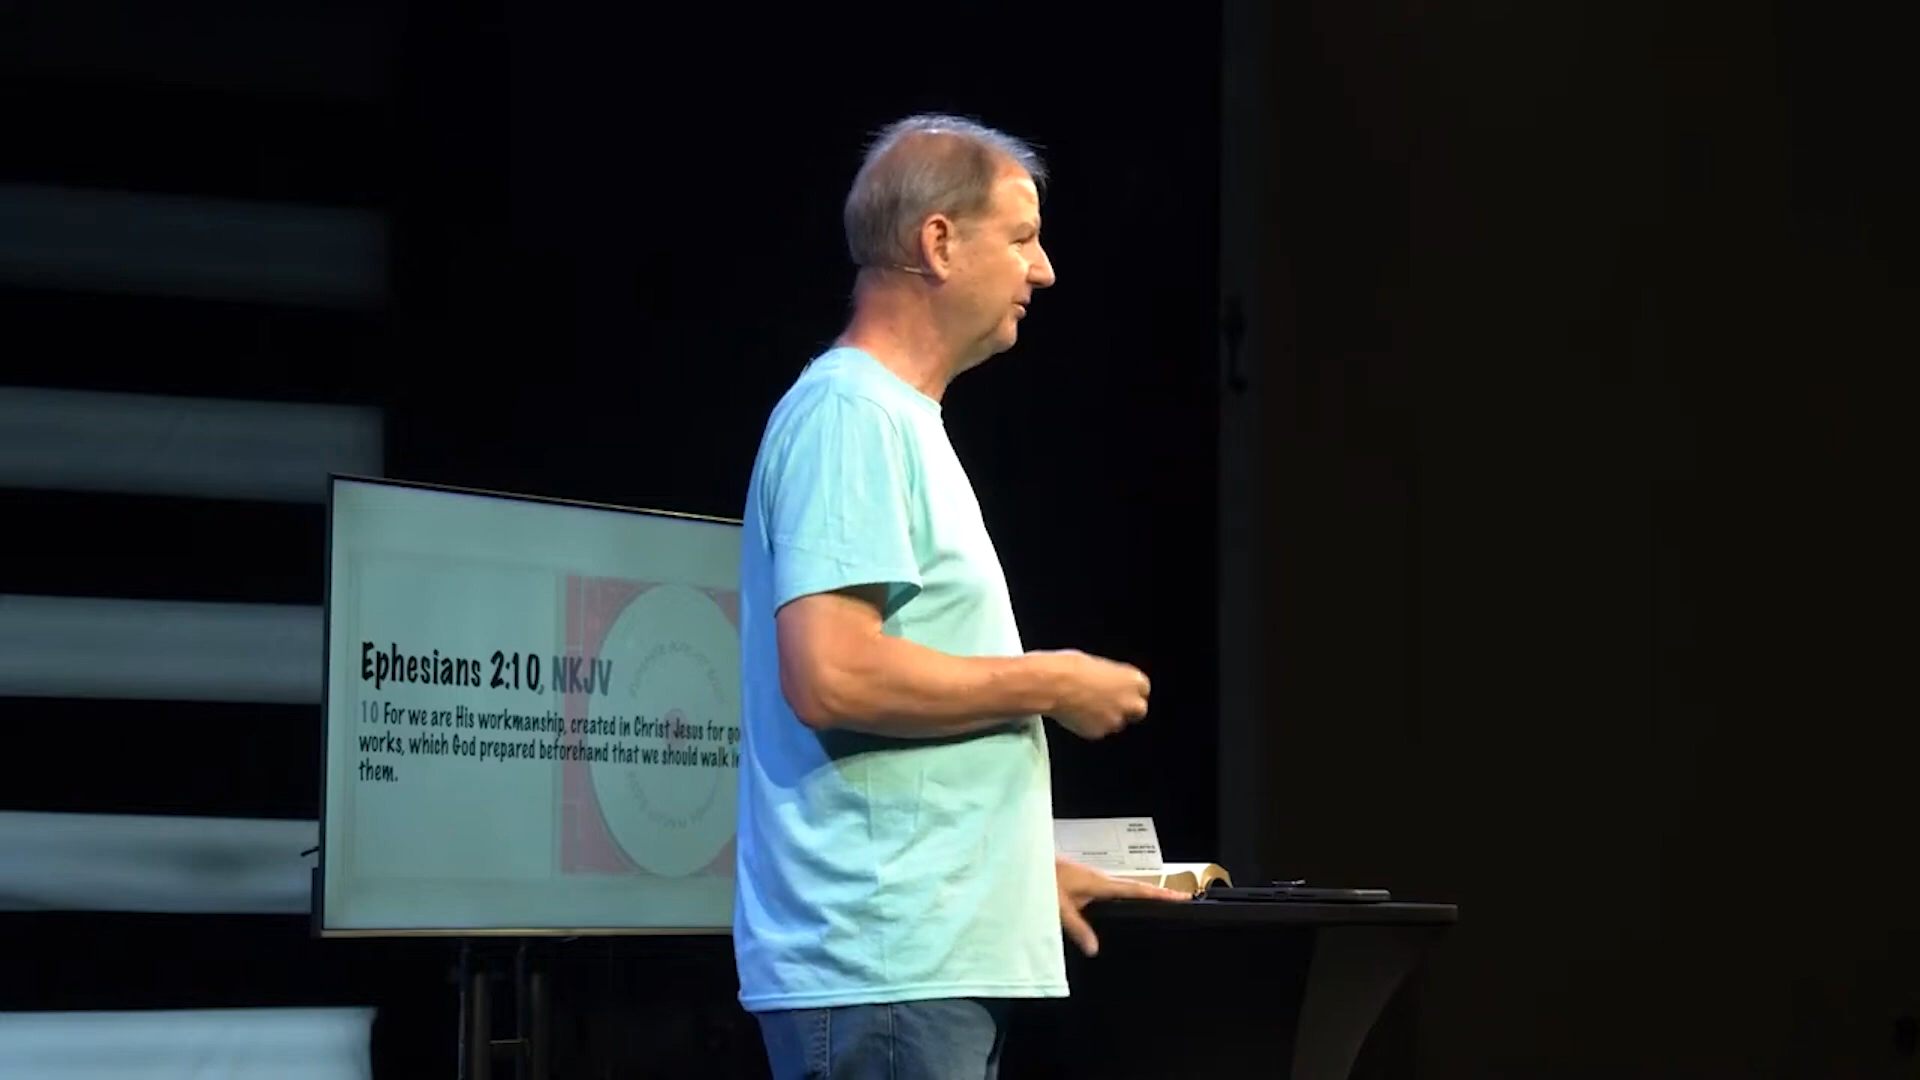 Ephesians 2:10, NKJV
10 For we are His workmanship, created in Christ Jesus for
works, which God prepared beforehand that we should walk
them.